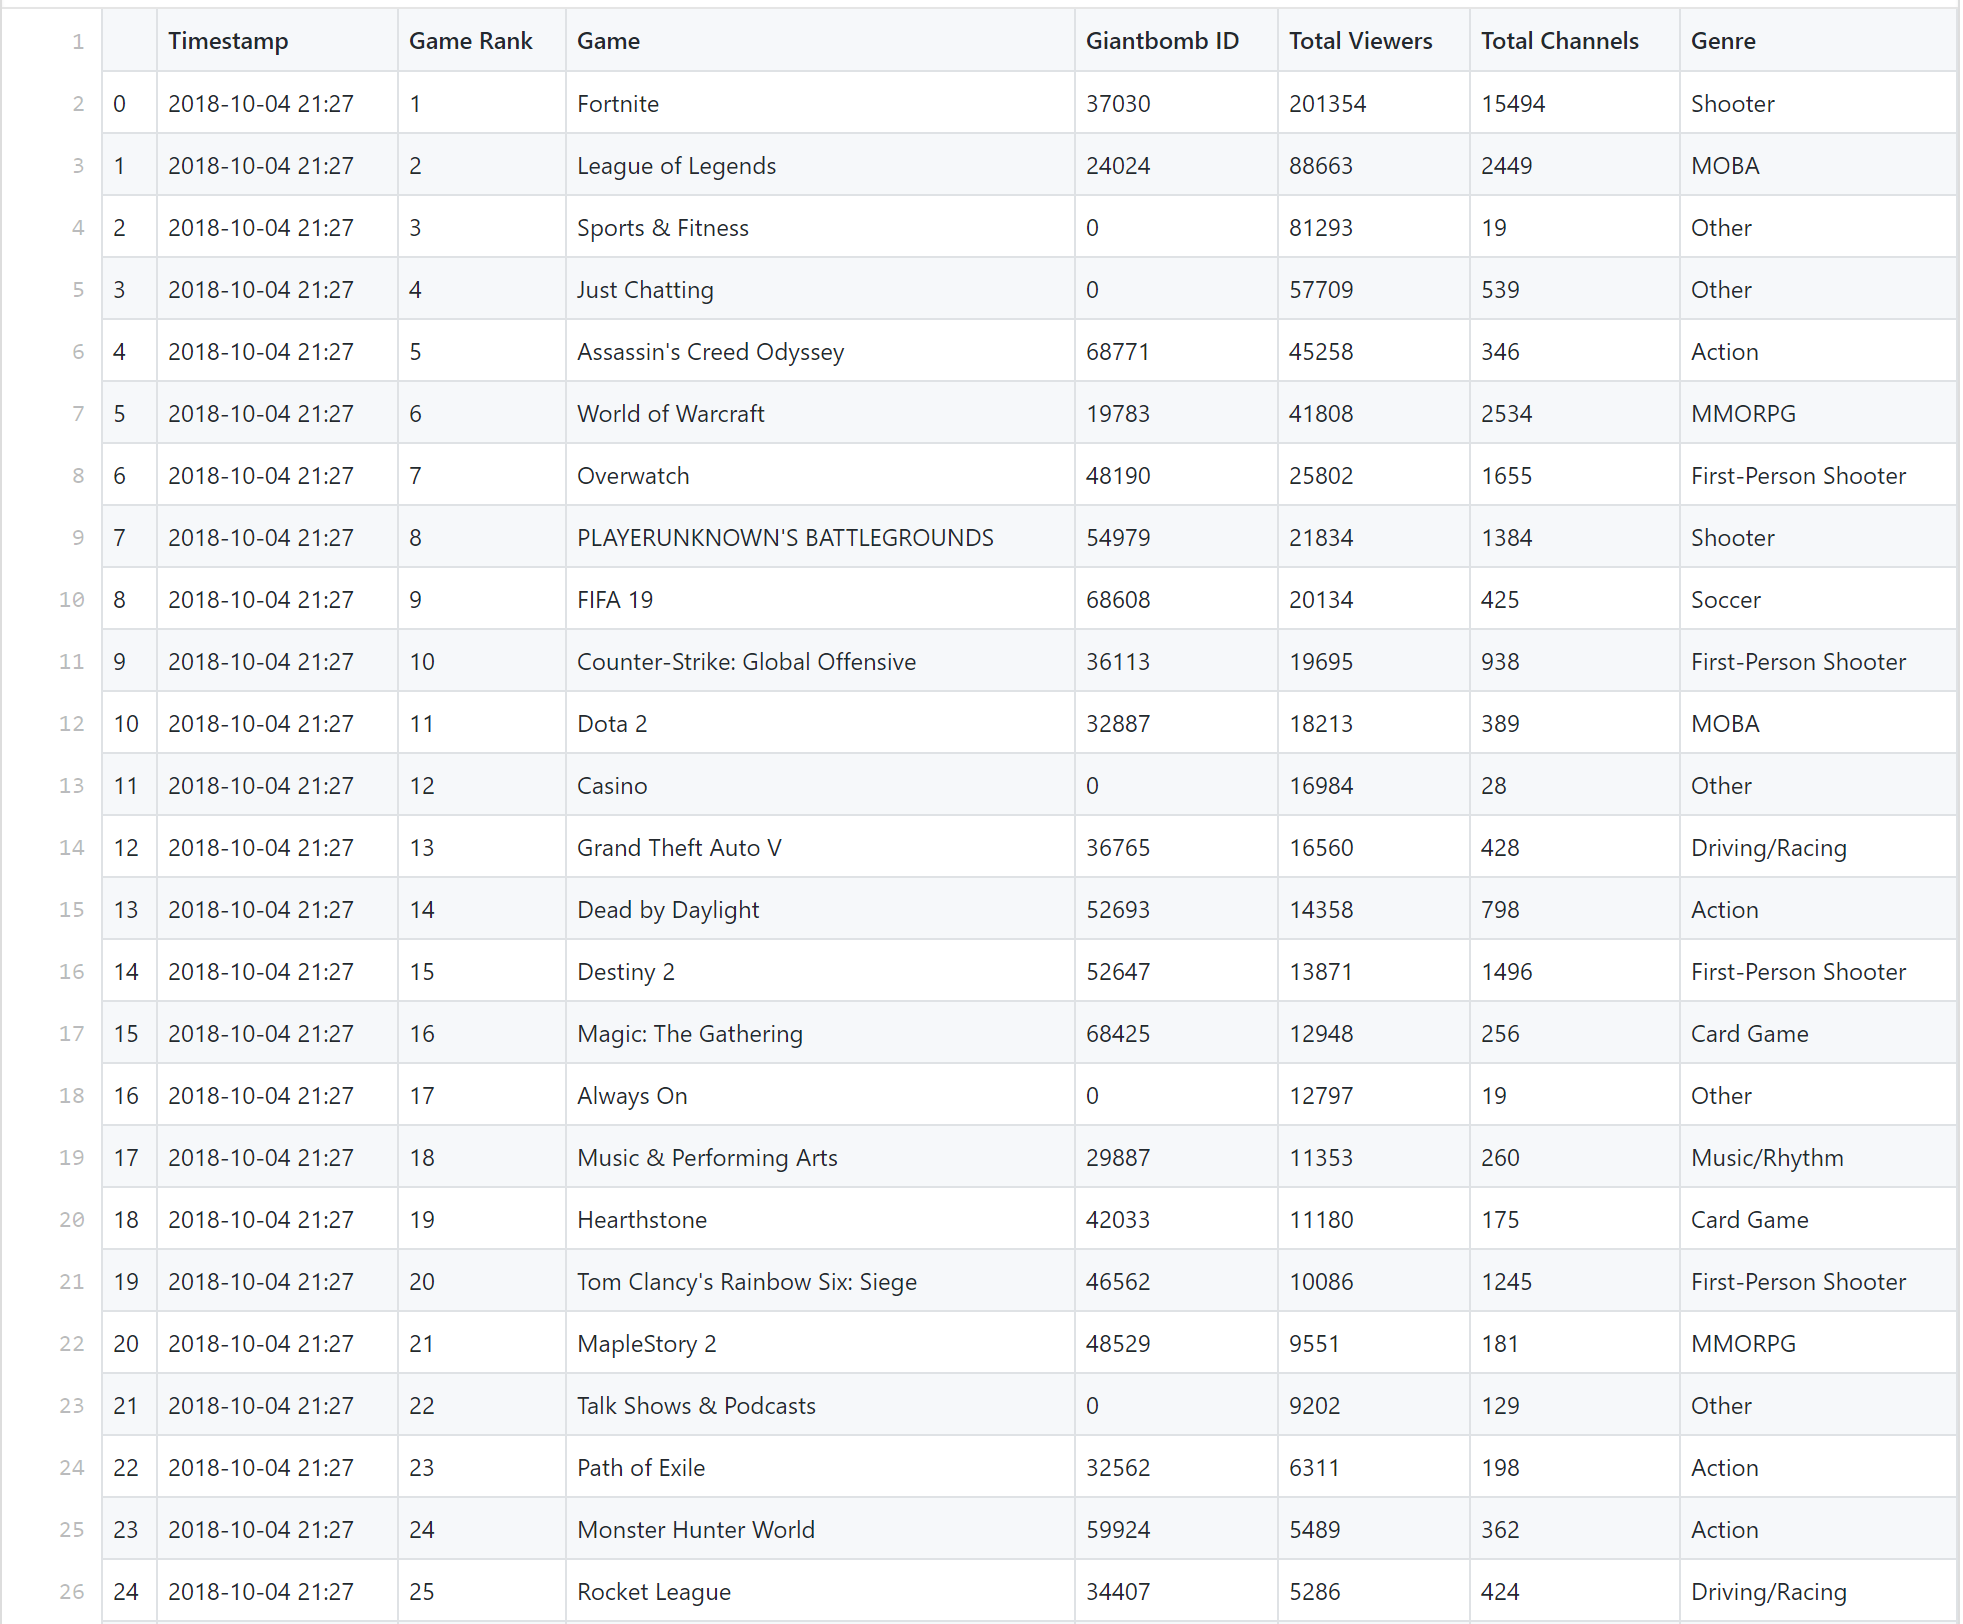 1 Timestamp Game Rank Game Giantbomb ID Total Viewers Total Channels Genre
2 0 2018-10-04 21:27 1 Fortnite 37030 201354 15494 Shooter
3 1 2018-10-04 21:27 2 League of Legends 24024 88663 2449 MOBA
4 2 2018-10-04 21:27 3 Sports & Fitness 0 81293 19 Other
5 3 2018-10-04 21:27 4 Just Chatting 0 57709 539 Other
6 4 2018-10-04 21:27 5 Assassin's Creed Odyssey 68771 45258 346 Action
7 5 2018-10-04 21:27 6 World of Warcraft 19783 41808 2534 MMORPG
8 6 2018-10-04 21:27 7 Overwatch 48190 25802 1655 First-Person Shooter
9 7 2018-10-04 21:27 8 PLAYERUNKNOWN'S BATTLEGROUNDS 54979 21834 1384 Shooter
10 8 2018-10-04 21:27 9 FIFA 19 68608 20134 425 Soccer
11 9 2018-10-04 21:27 10 Counter-Strike: Global Offensive 36113 19695 938 First-Person Shooter
12 10 2018-10-04 21:27 11 Dota 2 32887 18213 389 MOBA
13 11 2018-10-04 21:27 12 Casino 0 16984 28 Other
14 12 2018-10-04 21:27 13 Grand Theft Auto V 36765 16560 428 Driving/Racing
15 13 2018-10-04 21:27 14 Dead by Daylight 52693 14358 798 Action
16 14 2018-10-04 21:27 15 Destiny 2 52647 13871 1496 First-Person Shooter
17 15 2018-10-04 21:27 16 Magic: The Gathering 68425 12948 256 Card Game
18 16 2018-10-04 21:27 17 Always On 0 12797 19 Other
19 17 2018-10-04 21:27 18 Music & Performing Arts 29887 11353 260 Music/Rhythm
20 18 2018-10-04 21:27 19 Hearthstone 42033 11180 175 Card Game
21 19 2018-10-04 21:27 20 Tom Clancy's Rainbow Six: Siege 46562 10086 1245 First-Person Shooter
22 20 2018-10-04 21:27 21 MapleStory 2 48529 9551 181 MMORPG
23 21 2018-10-04 21:27 22 Talk Shows & Podcasts 0 9202 129 Other
24 22 2018-10-04 21:27 23 Path of Exile 32562 6311 198 Action
25 23 2018-10-04 21:27 24 Monster Hunter World 59924 5489 362 Action
26 24 2018-10-04 21:27 25 Rocket League 34407 5286 424 Driving/Racing